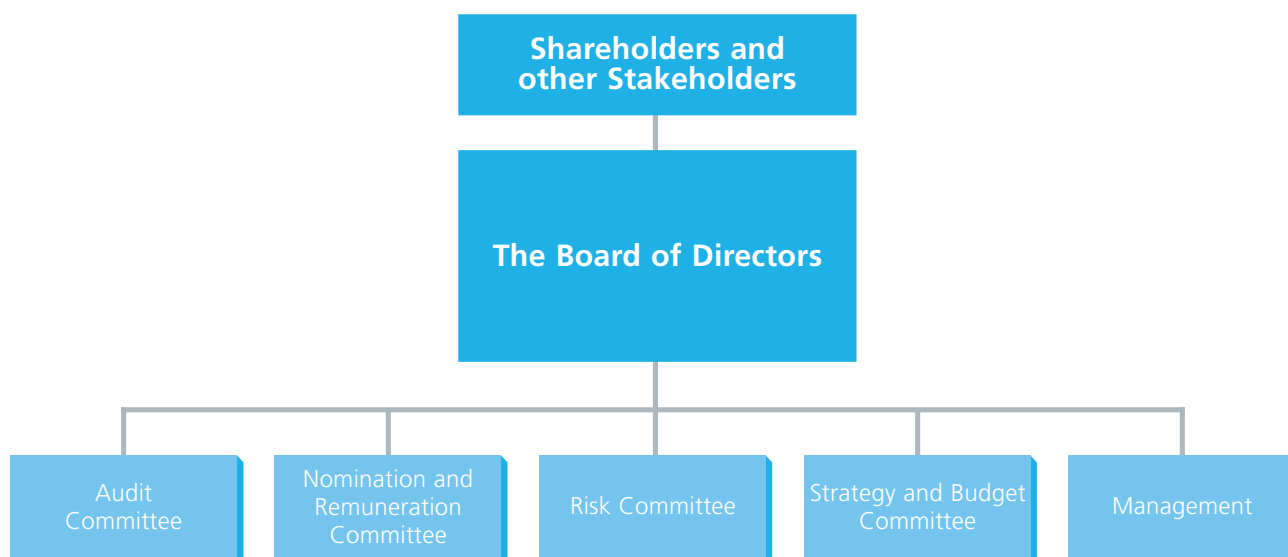 Shareholders and
other Stakeholders
The Board of Directors
Audit
Committee
Nomination and
Remuneration
Committee
Risk Committee
Strategy and Budget
Committee
Management